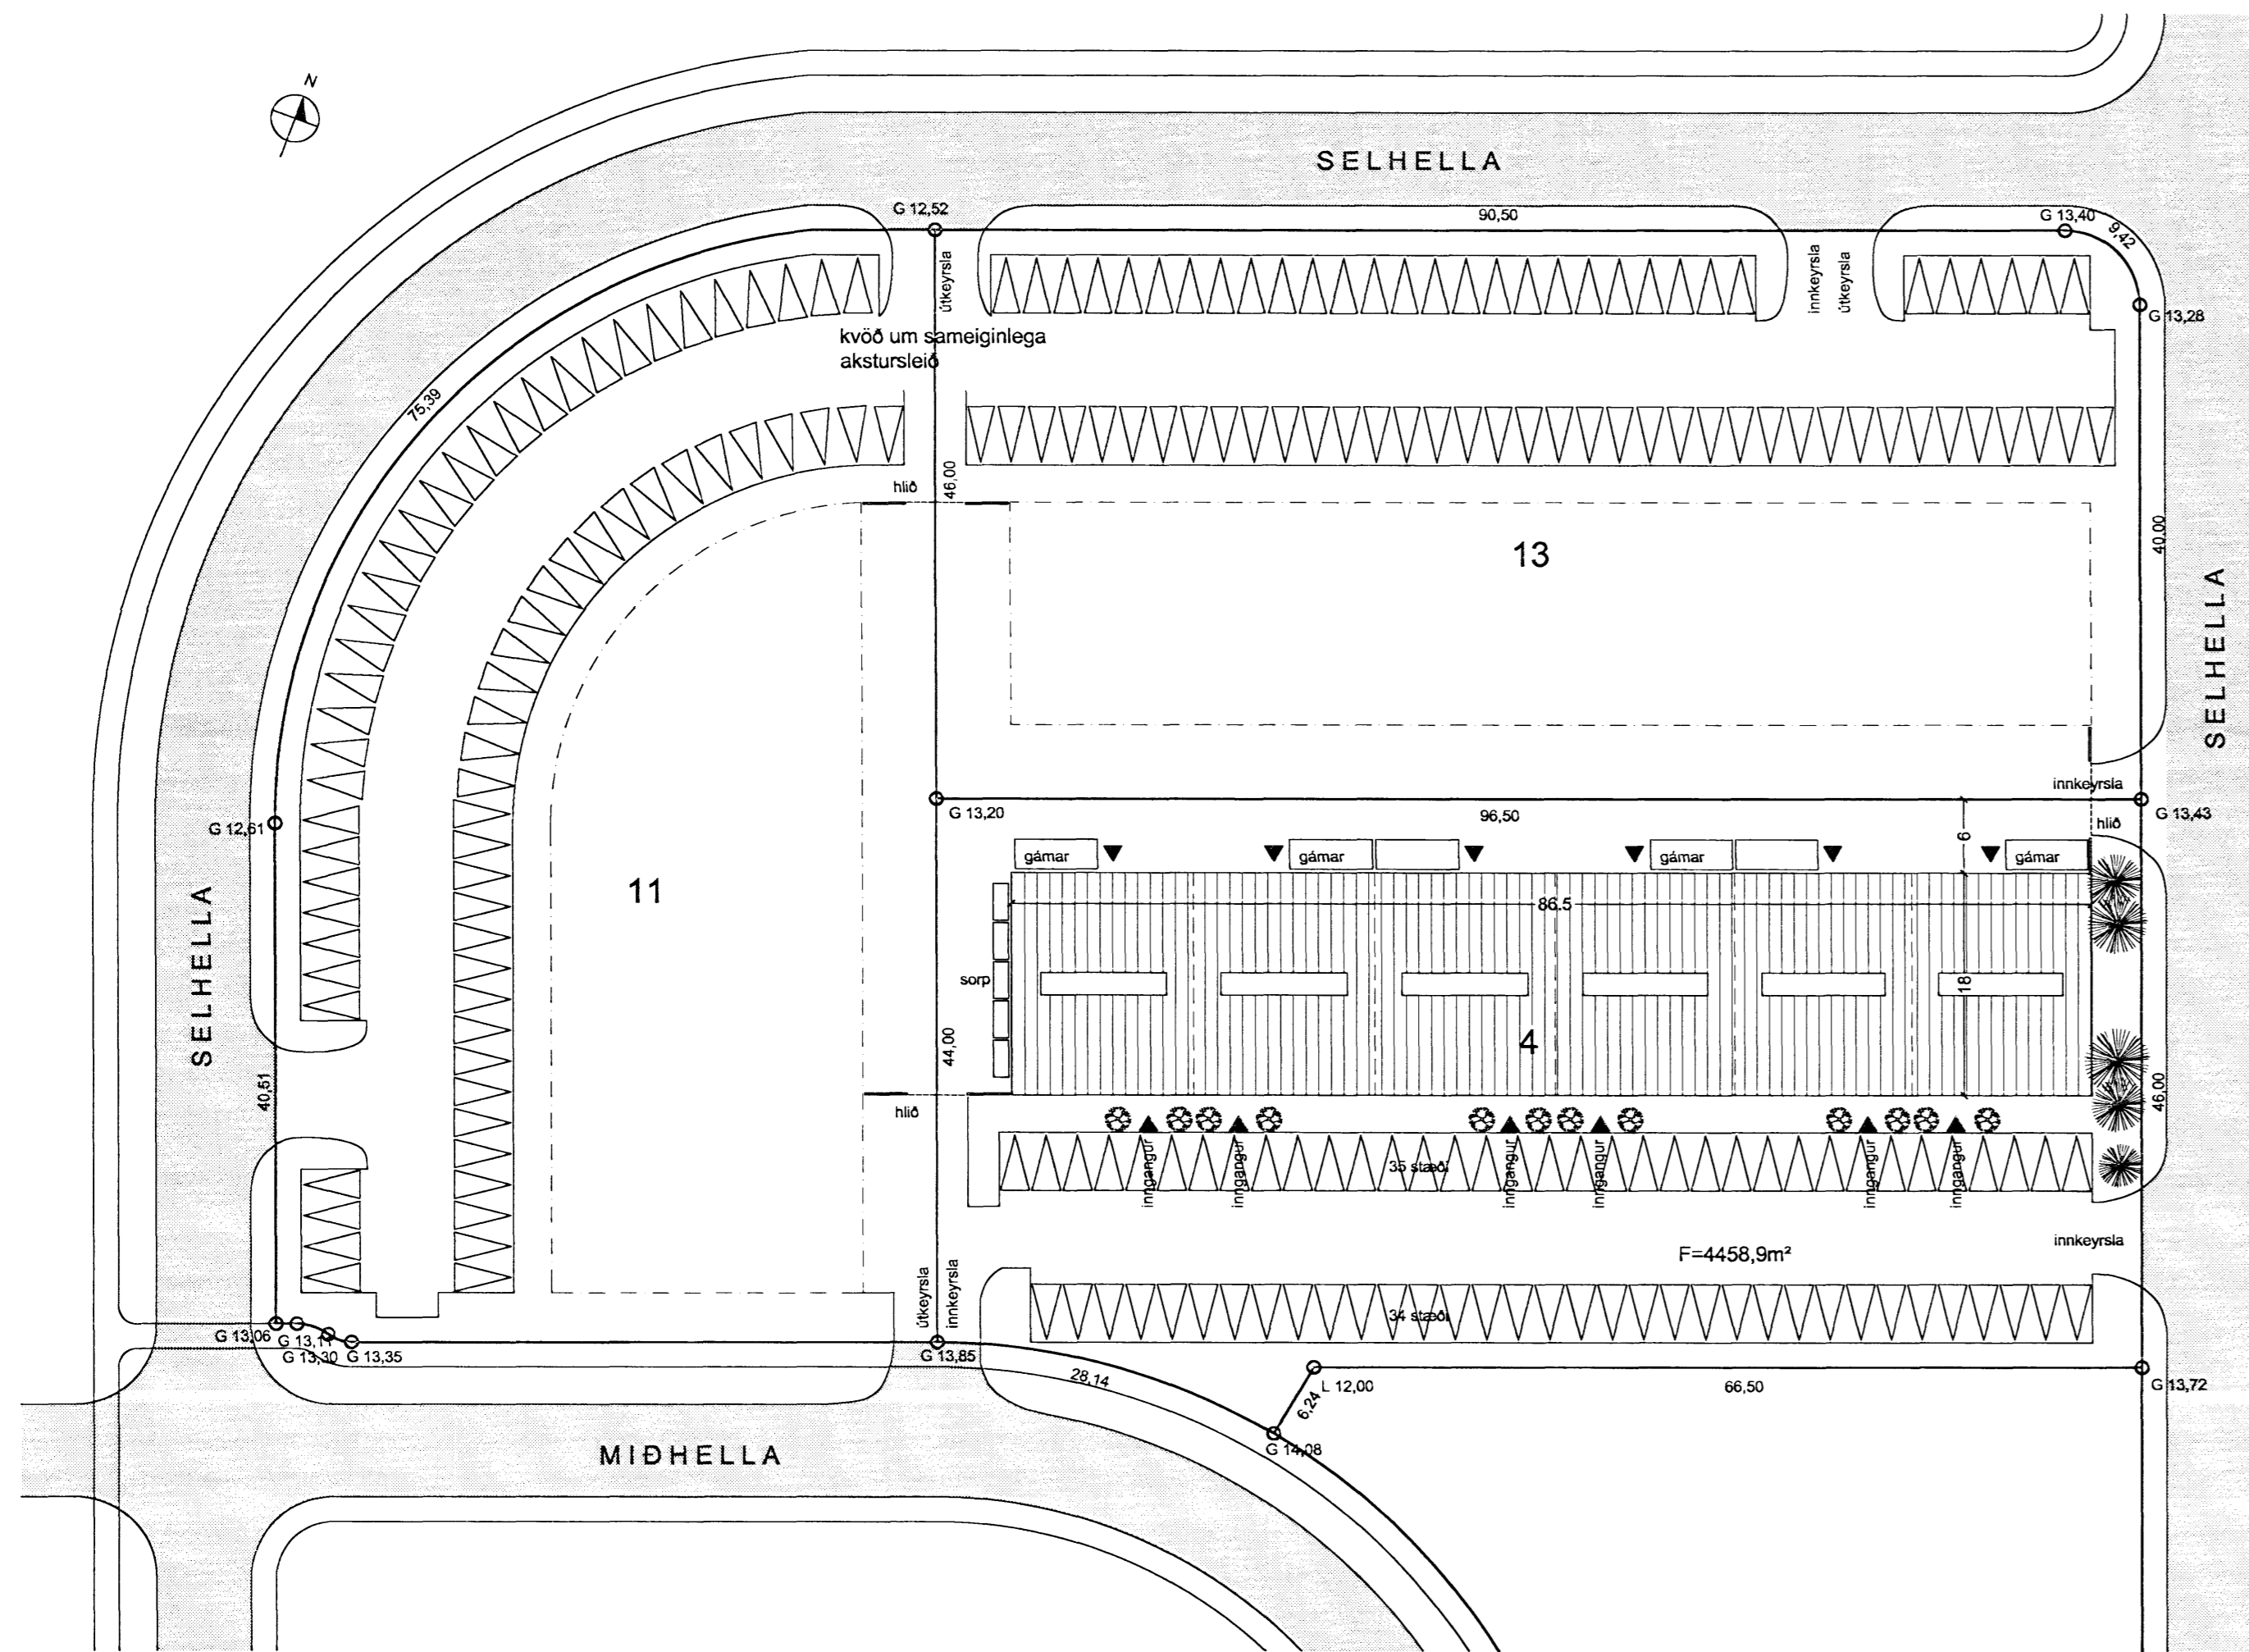 N
SELHELLA
G 12,52
90,50
G 13,40
9,42
útkeyrsla
innkeyrsla
útkeyrsla
G 13,28
kvöð um sameiginlega
akstursleið
75,39
46,00
hlið
13
40,00
SELHELLA
innkeyrsla
G 12,61
G 13,20
96,50
G 13,43
hlið
6
gámar
gámar
gámar
gámar
11
86.5
SELHELLA
sorp
18
4
44,00
40,51
46,00
hlið
35 stæði
inngangur
inngangur
inngangur
inngangur
inngangur
inngangur
F=4458,9m²
innkeyrsla
útkeyrsla
innkeyrsla
34 stæði
G 13,06
G 13,11
G 13,30
G 13,35
G 13,85
28,14
L 12,00
66,50
G 13,72
6,24
G 14,08
MIÐHELLA